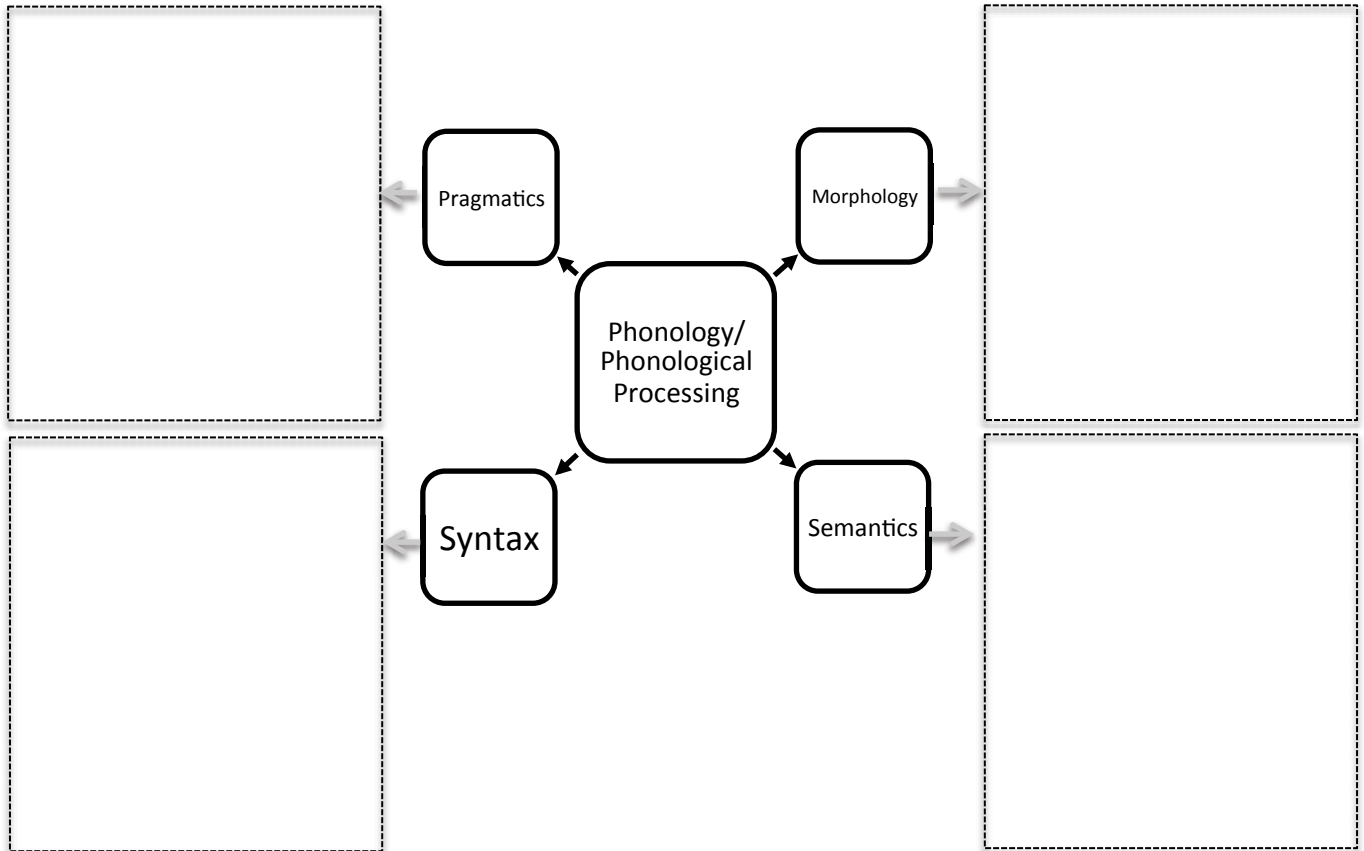 Pragmatics
Morphology
Phonology/
Phonological
Processing
Syntax
Semantics